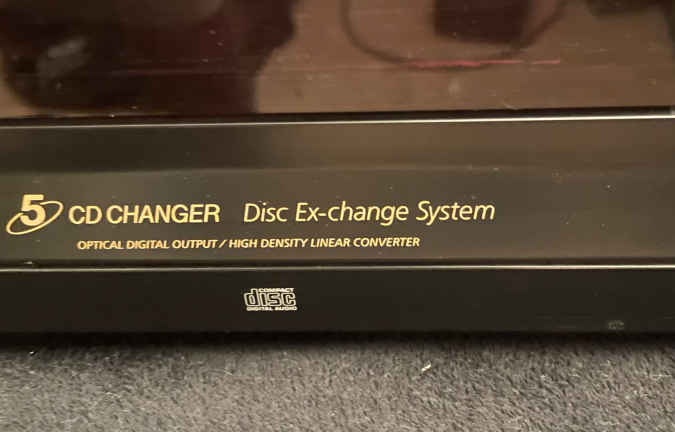 5 CD CHANGER Disc Ex-change System
OPTICAL DIGITAL OUTPUT / HIGH DENSITY LINEAR CONVERTER
COMPACT
disc
DIGITAL AUDIO